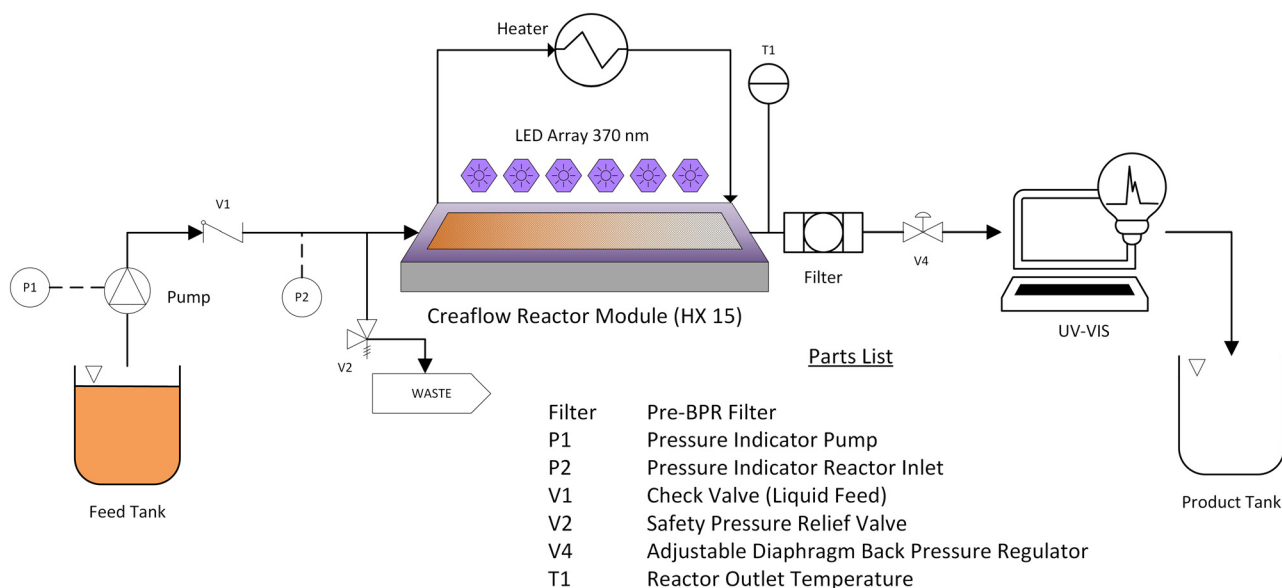 Heater
T1
LED Array 370 nm
V1
P1
Pump
P2
Filter
V4
Creaflow Reactor Module (HX 15)
UV-VIS
V2
WASTE
Feed Tank
Product Tank
Parts List
Filter Pre-BPR Filter
P1 Pressure Indicator Pump
P2 Pressure Indicator Reactor Inlet
V1 Check Valve (Liquid Feed)
V2 Safety Pressure Relief Valve
V4 Adjustable Diaphragm Back Pressure Regulator
T1 Reactor Outlet Temperature